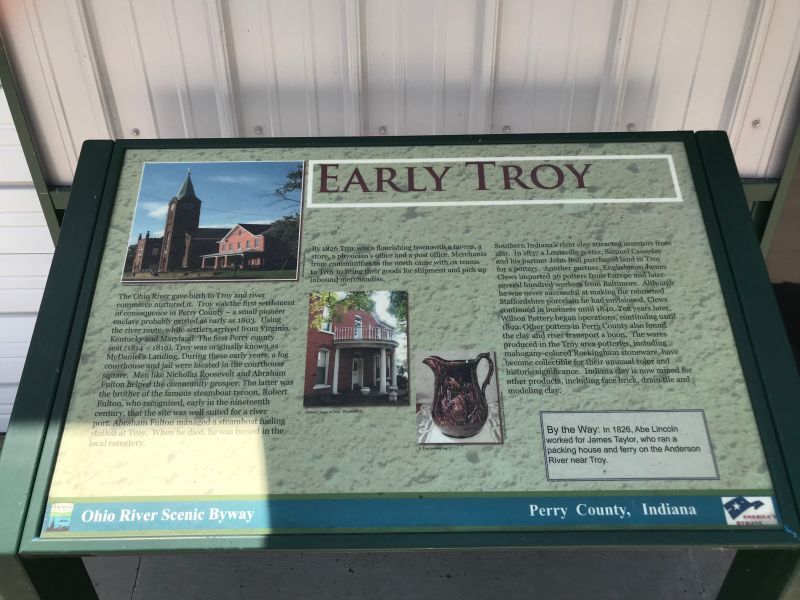 EARLY TROY
The Ohio River gave birth to Troy and river
commerce nurtured it. Troy was the first settlement
of consequence in Perry County – a small pioneer
enclave probably existed as early as 1803. Using
the river route, white settlers arrived from Virginia,
Kentucky and Maryland. The first Perry county
seat (1814 – 1819), Troy was originally known as
McDaniel's Landing. During these early years, a log
courthouse and jail were located in the courthouse
square. Men like Nicholas Roosevelt and Abraham
Fulton helped the community prosper. The latter was
the brother of the famous steamboat tycoon, Robert
Fulton, who recognized, early in the nineteenth
century, that the site was well suited for a river
port. Abraham Fulton managed a steamboat fueling
station at Troy. When he died, he was buried in the
local cemetery.
By 1826 Troy was a flourishing town with a tavern, a
store, a physician's office and a post office. Merchants
from communities to the north came with ox teams
to Troy to bring their goods for shipment and pick up
inbound merchandise.
Southern Indiana's river clay attracted investors from
afar. In 1837 a Louisville potter, Samuel Casseday
and his partner John Bull purchased land in Troy
for a pottery. Another partner, Englishman James
Clews imported 36 potters from Europe and later
several hundred workers from Baltimore. Although
he was never successful at making the renowned
Staffordshire porcelain he had envisioned, Clews
continued in business until 1840. Ten years later,
Wilson Pottery began operations, continuing until
1892. Other potters in Perry County also found
the clay and river transport a boon. The wares
produced in the Troy area potteries, including
mahogany-colored Rockingham stoneware, have
become collectible for their unusual color and
historic significance. Indiana clay is now mined for
other products, including face brick, drain tile and
modeling clay.
By the Way: In 1826, Abe Lincoln
worked for James Taylor, who ran a
packing house and ferry on the Anderson
River near Troy.
Ohio River Scenic Byway
Perry County, Indiana
AMERICA'S
BYWAYS